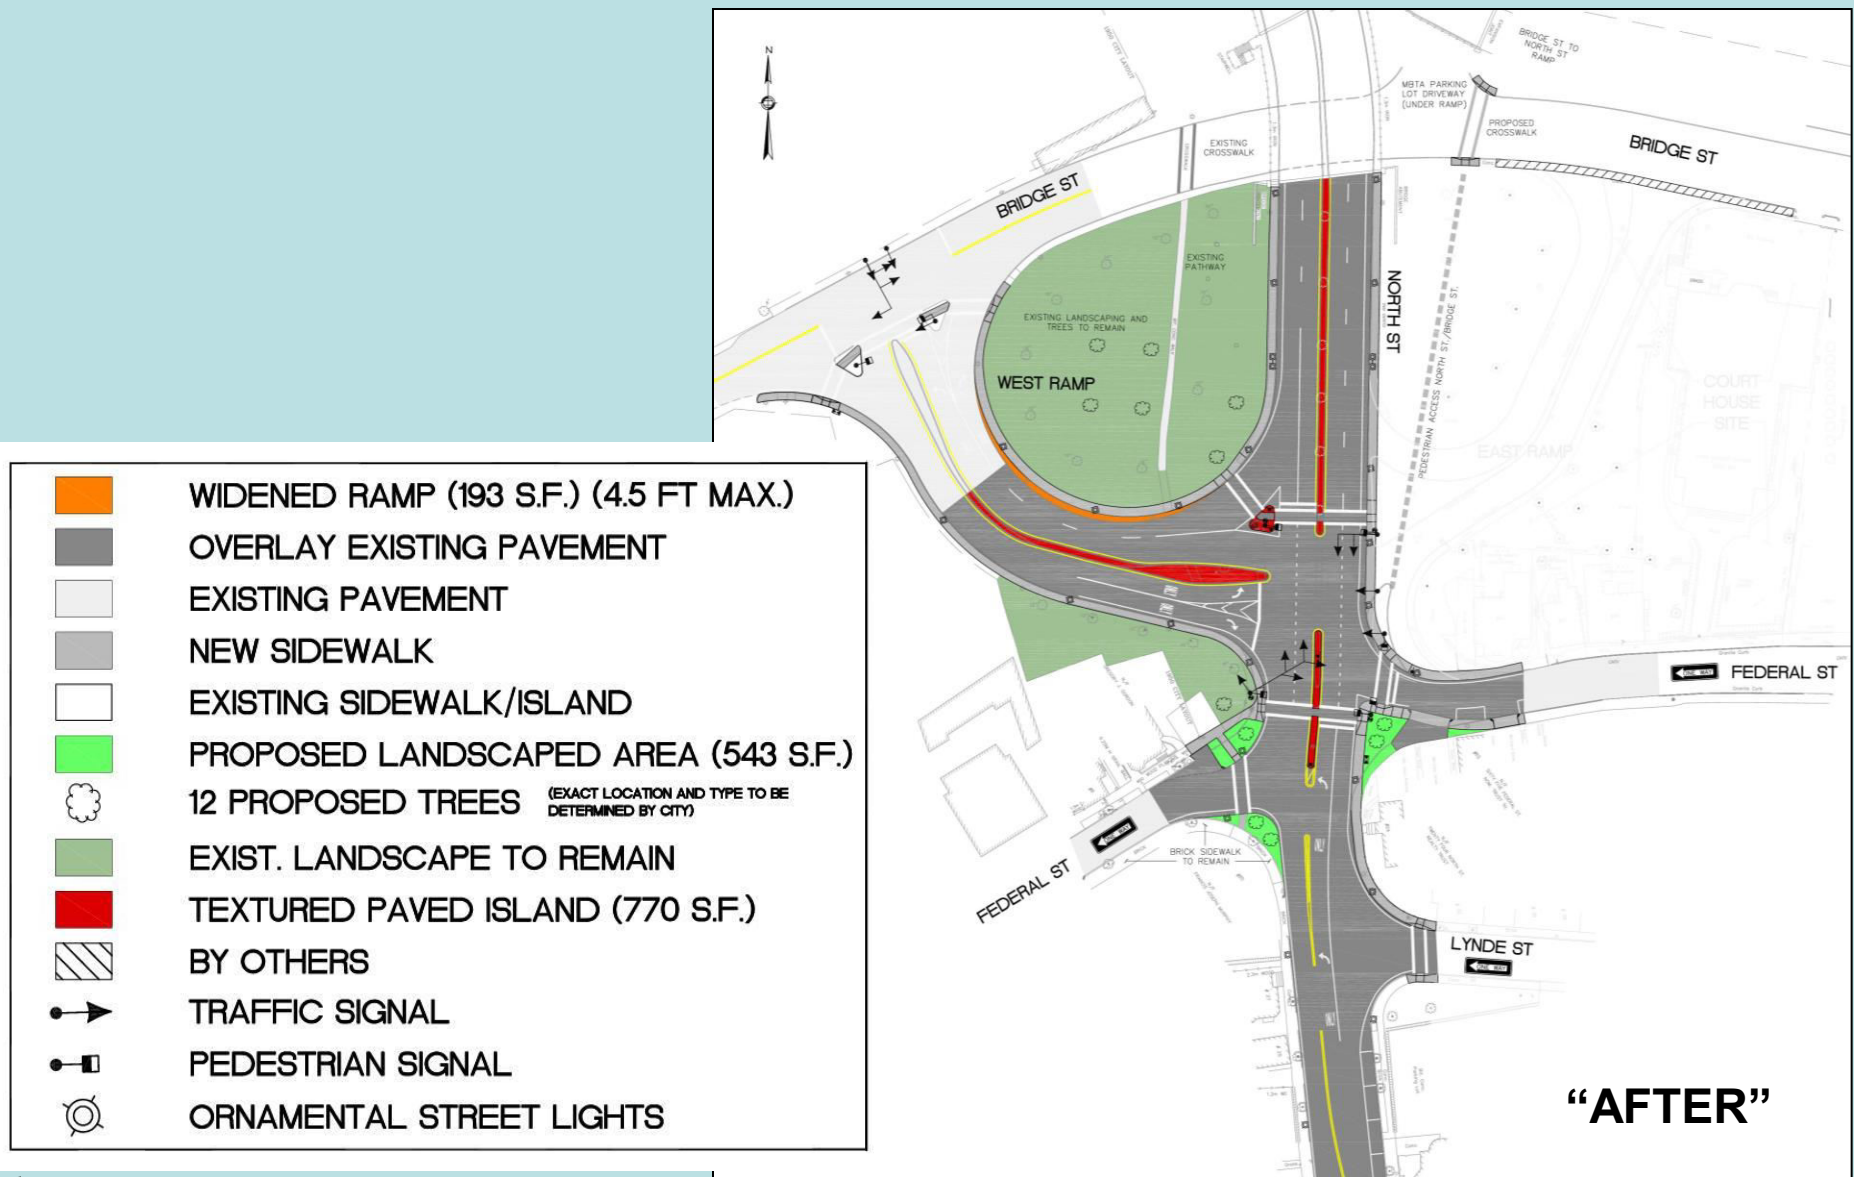 N
1850 CITY LAYOUT
BRIDGE ST TO
NORTH ST
RAMP
MBTA PARKING
LOT DRIVEWAY
(UNDER RAMP)
PROPOSED
CROSSWALK
BRIDGE ST
EXISTING
CROSSWALK
BRIDGE ST
EXISTING
PATHWAY
NORTH ST
PEDESTRIAN ACCESS NORTH ST./BRIDGE ST.
EXISTING LANDSCAPING AND
TREES TO REMAIN
WEST RAMP
COURT
HOUSE
SITE
EAST RAMP
WIDENED RAMP (193 S.F.) (4.5 FT MAX.)
OVERLAY EXISTING PAVEMENT
EXISTING PAVEMENT
NEW SIDEWALK
EXISTING SIDEWALK/ISLAND
PROPOSED LANDSCAPED AREA (543 S.F.)
12 PROPOSED TREES (EXACT LOCATION AND TYPE TO BE
DETERMINED BY CITY)
EXIST. LANDSCAPE TO REMAIN
TEXTURED PAVED ISLAND (770 S.F.)
BY OTHERS
TRAFFIC SIGNAL
PEDESTRIAN SIGNAL
ORNAMENTAL STREET LIGHTS
FEDERAL ST
BRICK SIDEWALK
TO REMAIN
FEDERAL ST
LYNDE ST
“AFTER”